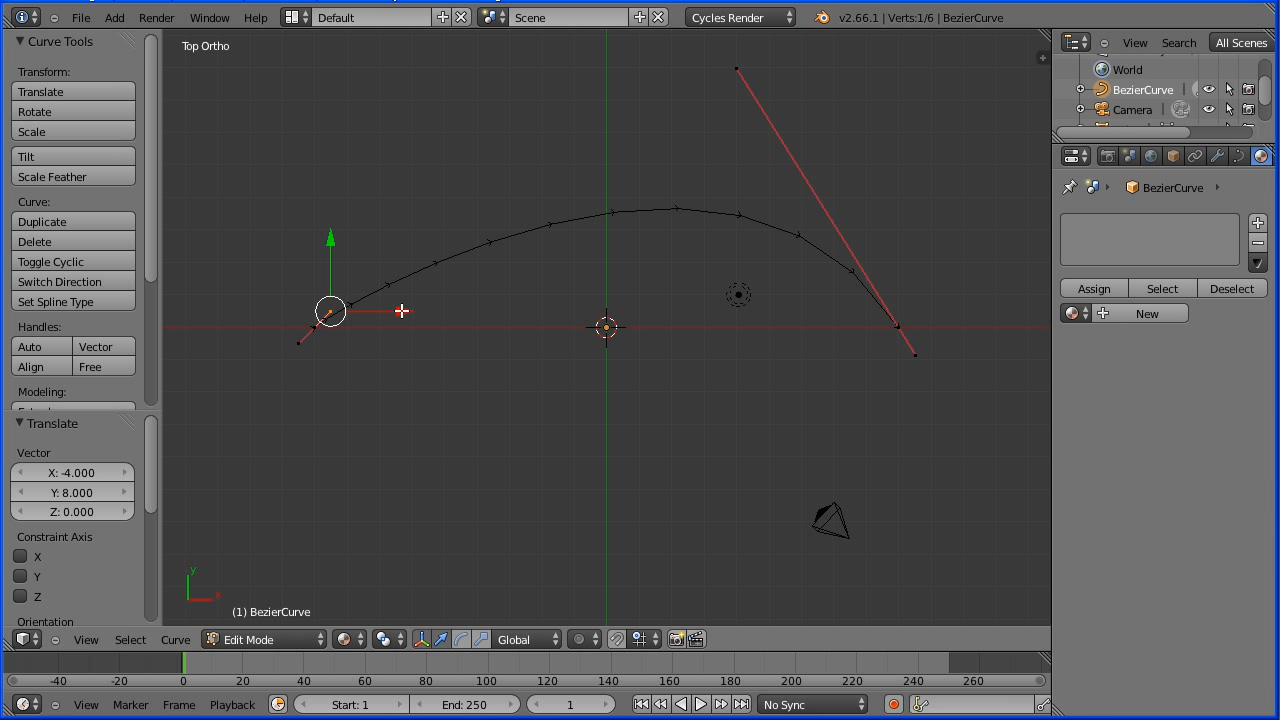 File Add Render Window Help Default Scene Cycles Render v2.66.1 | Verts:1/6 | BezierCurve
Curve Tools
Transform:
Translate
Rotate
Scale
Tilt
Scale Feather
Curve:
Duplicate
Delete
Toggle Cyclic
Switch Direction
Set Spline Type
Handles:
Auto Vector
Align Free
Modeling:
Translate
Vector
X: -4.000
Y: 8.000
Z: 0.000
Constraint Axis
X
Y
Z
Orientation
Top Ortho
y
x
(1) BezierCurve
View Select Curve Edit Mode Global
-40 -20 0 20 40 60 80 100 120 140 160 180 200 220 240 260
View Marker Frame Playback Start: 1 End: 250 1 No Sync
View Search All Scenes
World
BezierCurve
Camera
BezierCurve
Assign Select Deselect
New